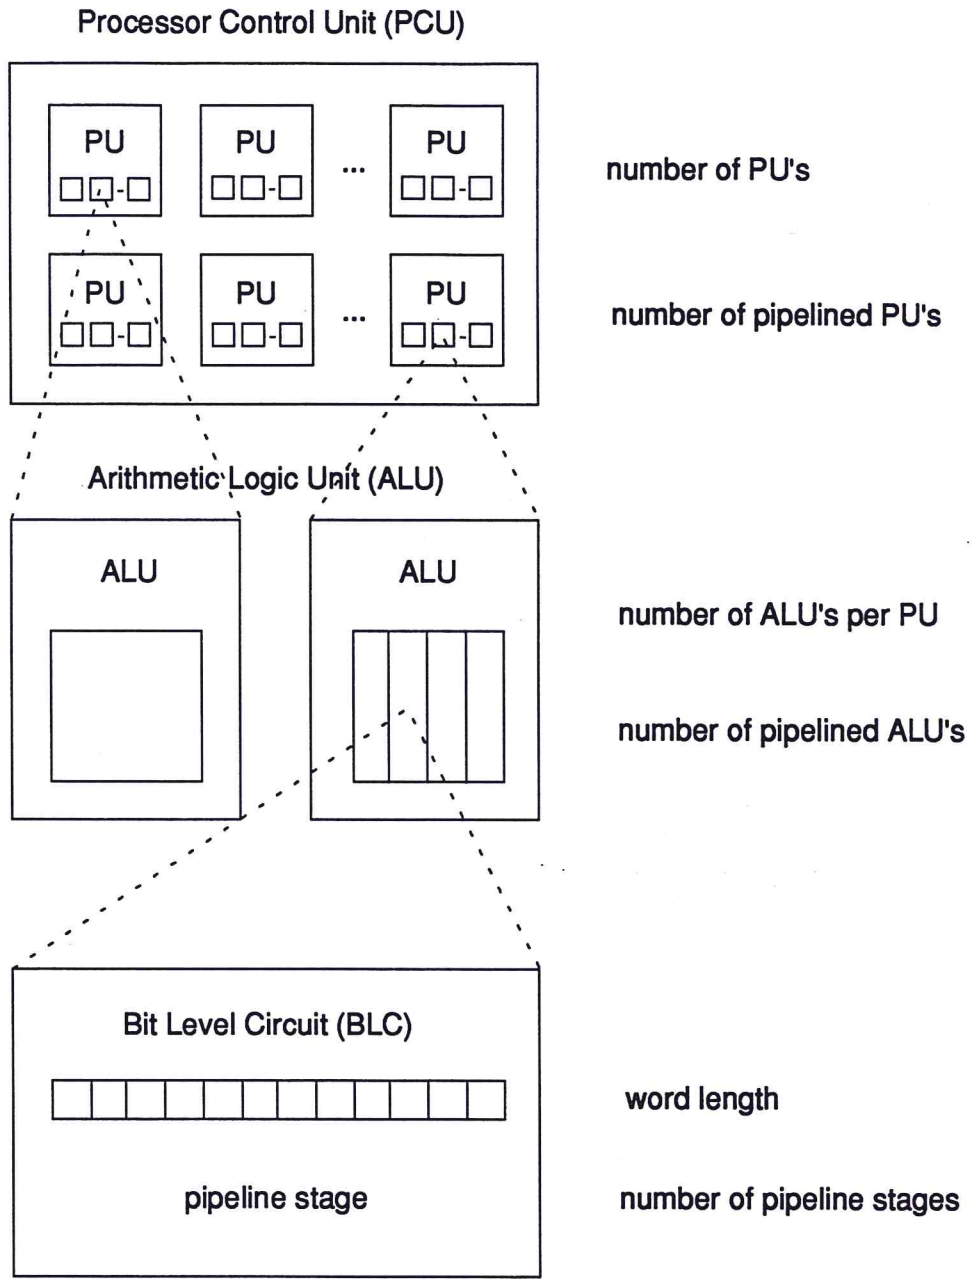 Processor Control Unit (PCU)
PU PU ... PU
number of PU's
PU PU ... PU
number of pipelined PU's
Arithmetic Logic Unit (ALU)
ALU ALU
number of ALU's per PU
number of pipelined ALU's
Bit Level Circuit (BLC)
word length
pipeline stage
number of pipeline stages